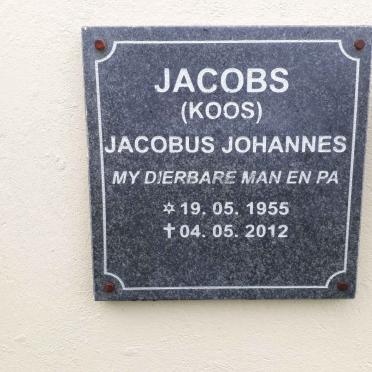 JACOBS
(KOOS)
JACOBUS JOHANNES
MY DIERBARE MAN EN PA
✡ 19. 05. 1955
✝ 04. 05. 2012